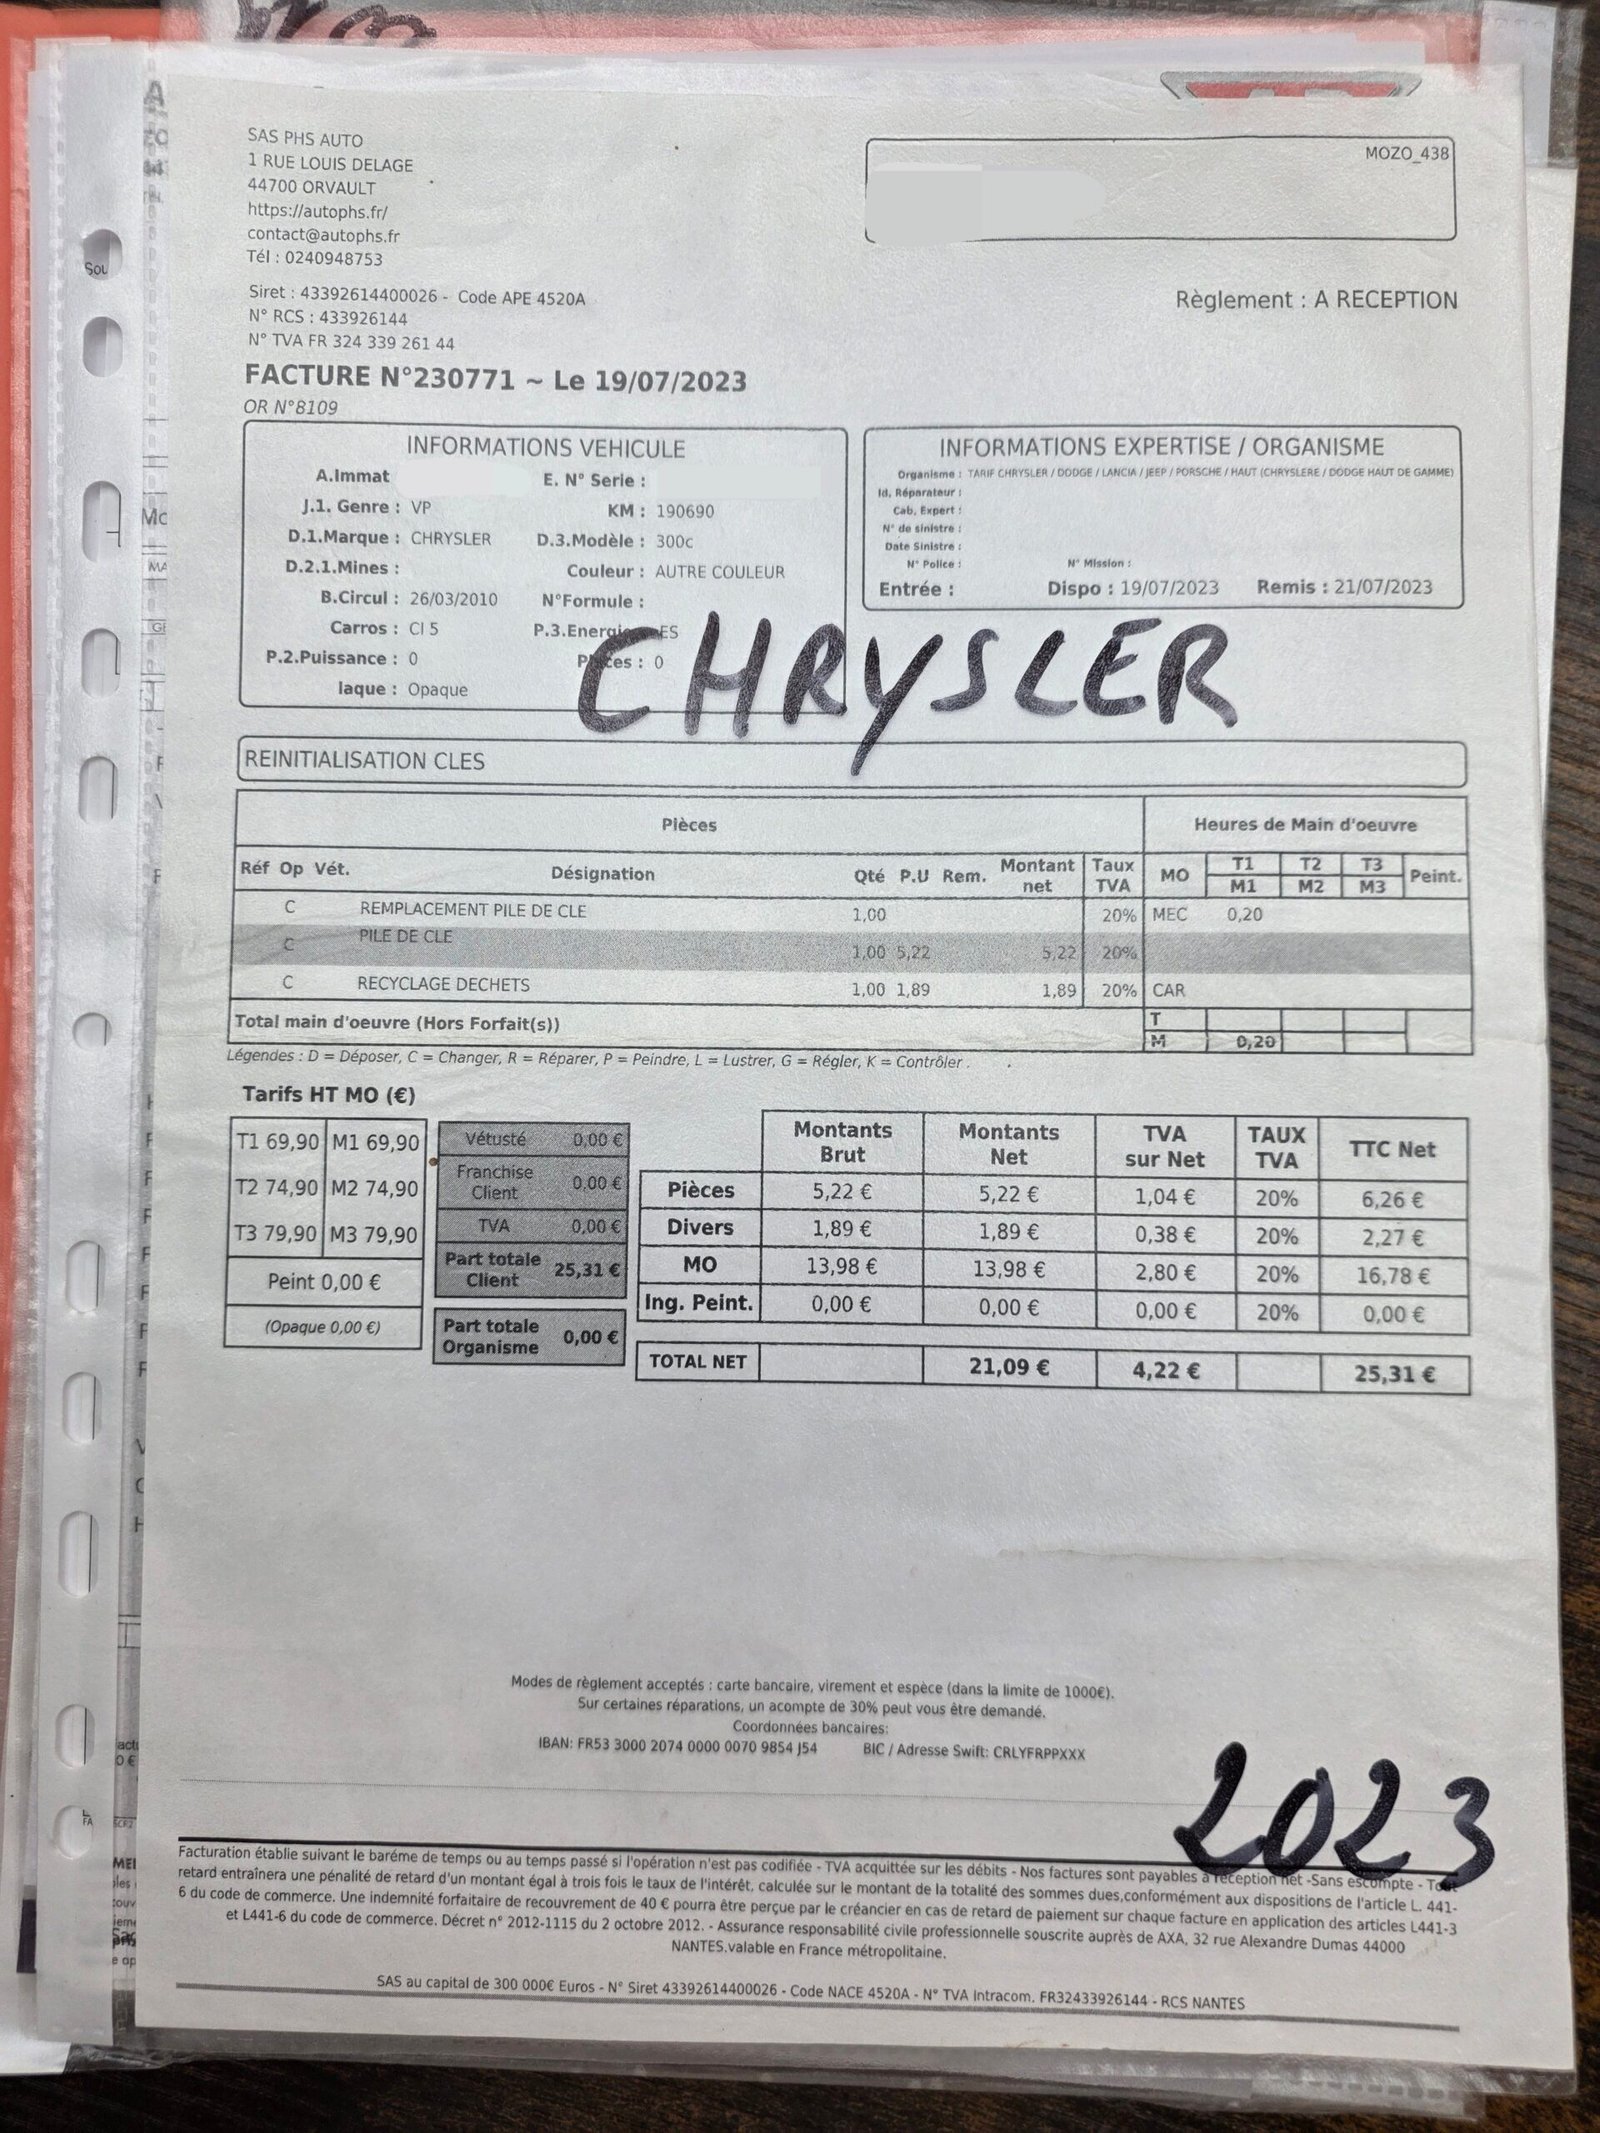 MOZO_438
SAS PHS AUTO
1 RUE LOUIS DELAGE
44700 ORVAULT
https://autophs.fr/
contact@autophs.fr
Tél : 0240948753
Siret : 43392614400026 - Code APE 4520A
N° RCS : 433926144
N° TVA FR 324 339 261 44
Règlement : A RECEPTION
FACTURE N°230771 ~ Le 19/07/2023
OR N°8109
INFORMATIONS VEHICULE
A.Immat E. N° Serie :
J.1. Genre : VP KM : 190690
D.1.Marque : CHRYSLER D.3.Modèle : 300c
D.2.1.Mines : Couleur : AUTRE COULEUR
B.Circul : 26/03/2010 N°Formule :
Carros : CI 5 P.3.Energie ES
P.2.Puissance : 0 Places : 0
laque : Opaque
INFORMATIONS EXPERTISE / ORGANISME
Organisme : TARIF CHRYSLER / DODGE / LANCIA / JEEP / PORSCHE / HAUT (CHRYSLERE / DODGE HAUT DE GAMME)
Id. Réparateur :
Cab. Expert :
N° de sinistre :
Date Sinistre :
N° Police : N° Mission :
Entrée : Dispo : 19/07/2023 Remis : 21/07/2023
CHRYSLER
REINITIALISATION CLES
Pièces Heures de Main d'oeuvre
Réf Op Vét. Désignation Qté P.U Rem. Montant net Taux TVA MO T1 T2 T3 Peint.
M1 M2 M3
C REMPLACEMENT PILE DE CLE 1,00 20% MEC 0,20
C PILE DE CLE 1,00 5,22 5,22 20%
C RECYCLAGE DECHETS 1,00 1,89 1,89 20% CAR
Total main d'oeuvre (Hors Forfait(s)) T
M 0,20
Légendes : D = Déposer, C = Changer, R = Réparer, P = Peindre, L = Lustrer, G = Régler, K = Contrôler .
Tarifs HT MO (€)
T1 69,90 M1 69,90
T2 74,90 M2 74,90
T3 79,90 M3 79,90
Peint 0,00 €
(Opaque 0,00 €)
Vétusté 0,00 €
Franchise Client 0,00 €
TVA 0,00 €
Part totale Client 25,31 €
Part totale Organisme 0,00 €
Montants Brut Montants Net TVA sur Net TAUX TVA TTC Net
Pièces 5,22 € 5,22 € 1,04 € 20% 6,26 €
Divers 1,89 € 1,89 € 0,38 € 20% 2,27 €
MO 13,98 € 13,98 € 2,80 € 20% 16,78 €
Ing. Peint. 0,00 € 0,00 € 0,00 € 20% 0,00 €
TOTAL NET 21,09 € 4,22 € 25,31 €
Modes de règlement acceptés : carte bancaire, virement et espèce (dans la limite de 1000€).
Sur certaines réparations, un acompte de 30% peut vous être demandé.
Coordonnées bancaires:
IBAN: FR53 3000 2074 0000 0070 9854 J54 BIC / Adresse Swift: CRLYFRPPXXX
2023
Facturation établie suivant le baréme de temps ou au temps passé si l'opération n'est pas codifiée - TVA acquittée sur les débits - Nos factures sont payables à réception net -Sans escompte - Tout
retard entraînera une pénalité de retard d'un montant égal à trois fois le taux de l'intérêt, calculée sur le montant de la totalité des sommes dues,conformément aux dispositions de l'article L. 441-
6 du code de commerce. Une indemnité forfaitaire de recouvrement de 40 € pourra être perçue par le créancier en cas de retard de paiement sur chaque facture en application des articles L441-3
et L441-6 du code de commerce. Décret n° 2012-1115 du 2 octobre 2012. - Assurance responsabilité civile professionnelle souscrite auprès de AXA, 32 rue Alexandre Dumas 44000
NANTES.valable en France métropolitaine.
SAS au capital de 300 000€ Euros - N° Siret 43392614400026 - Code NACE 4520A - N° TVA Intracom. FR32433926144 - RCS NANTES